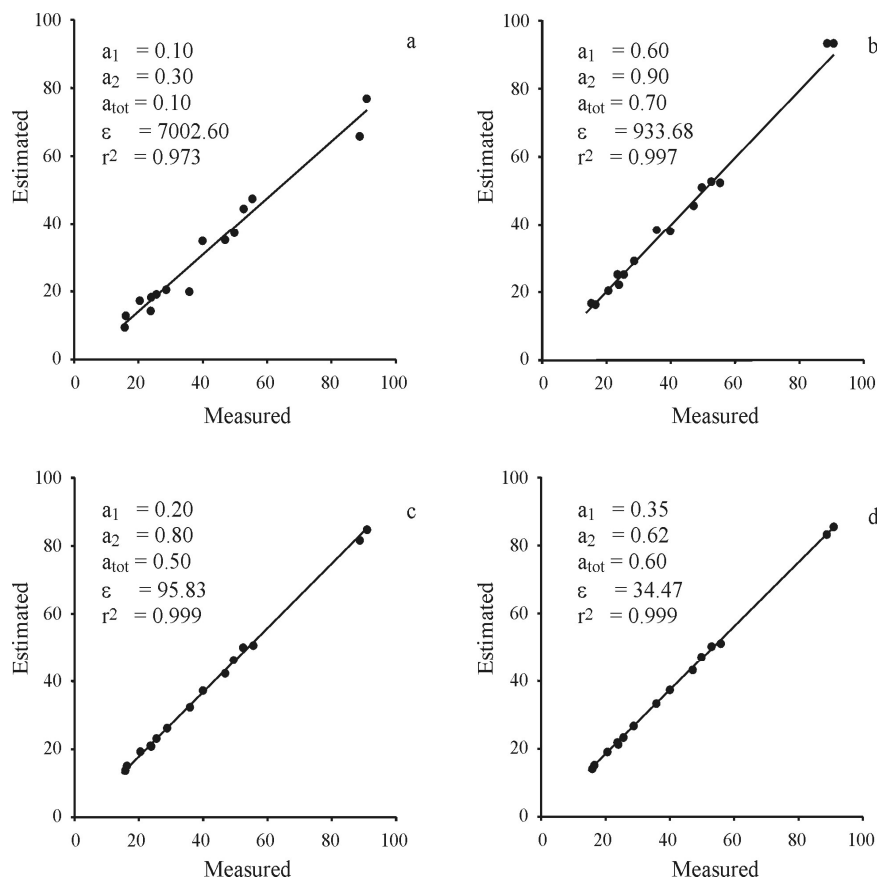 a
a1 = 0.10
a2 = 0.30
atot = 0.10
ε = 7002.60
r2 = 0.973
Estimated
100
80
60
40
20
0
0 20 40 60 80 100
Measured
b
a1 = 0.60
a2 = 0.90
atot = 0.70
ε = 933.68
r2 = 0.997
Estimated
100
80
60
40
20
0
0 20 40 60 80 100
Measured
c
a1 = 0.20
a2 = 0.80
atot = 0.50
ε = 95.83
r2 = 0.999
Estimated
100
80
60
40
20
0
0 20 40 60 80 100
Measured
d
a1 = 0.35
a2 = 0.62
atot = 0.60
ε = 34.47
r2 = 0.999
Estimated
100
80
60
40
20
0
0 20 40 60 80 100
Measured